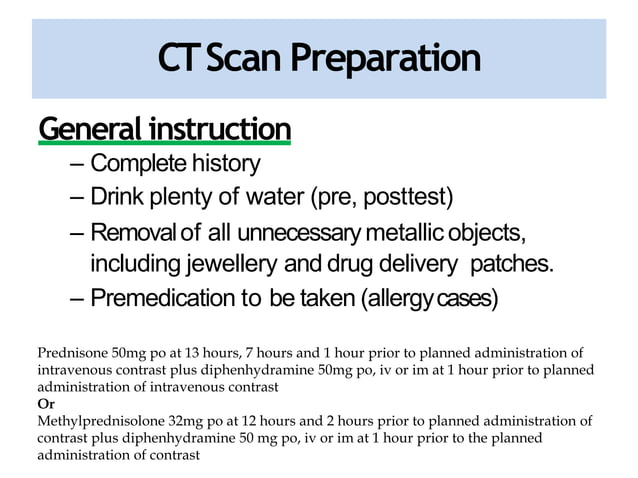 CT Scan Preparation
General instruction
– Complete history
– Drink plenty of water (pre, posttest)
– Removal of all unnecessary metallic objects,
including jewellery and drug delivery patches.
– Premedication to be taken (allergy cases)
Prednisone 50mg po at 13 hours, 7 hours and 1 hour prior to planned administration of
intravenous contrast plus diphenhydramine 50mg po, iv or im at 1 hour prior to planned
administration of intravenous contrast
Or
Methylprednisolone 32mg po at 12 hours and 2 hours prior to planned administration of
contrast plus diphenhydramine 50 mg po, iv or im at 1 hour prior to the planned
administration of contrast